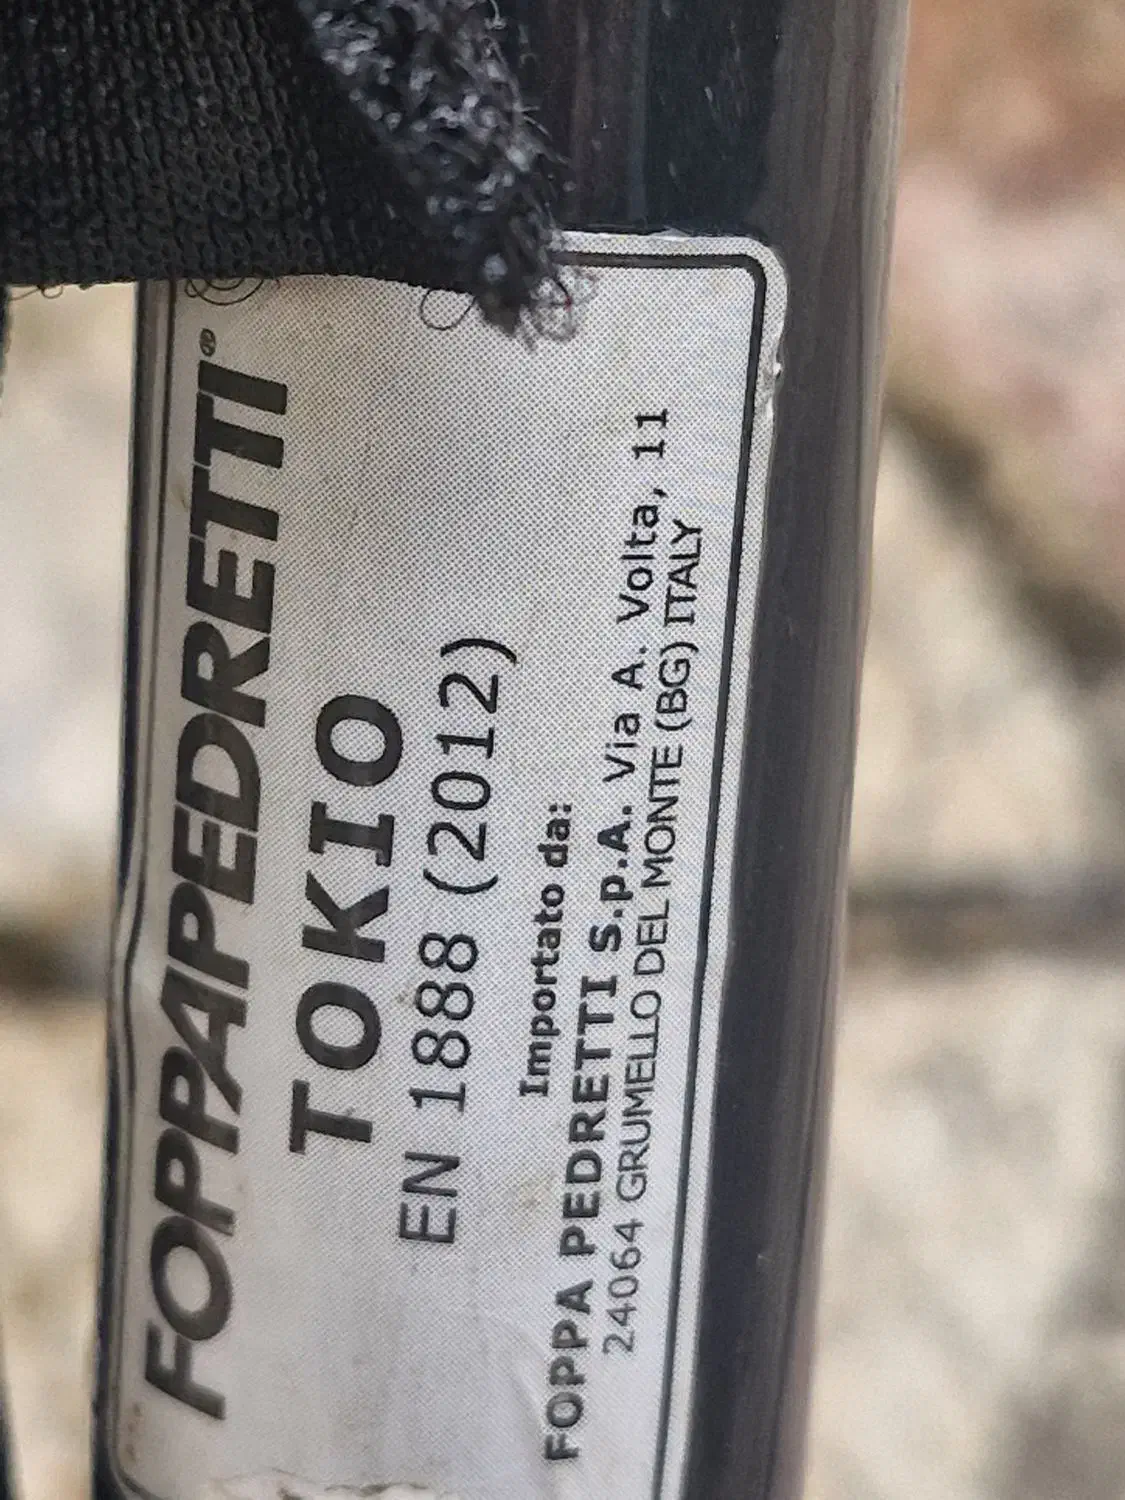 FOPPAPEDRETTI®
TOKIO
EN 1888 (2012)
Importato da:
FOPPA PEDRETTI S.p.A. Via A. Volta, 11
24064 GRUMELLO DEL MONTE (BG) ITALY